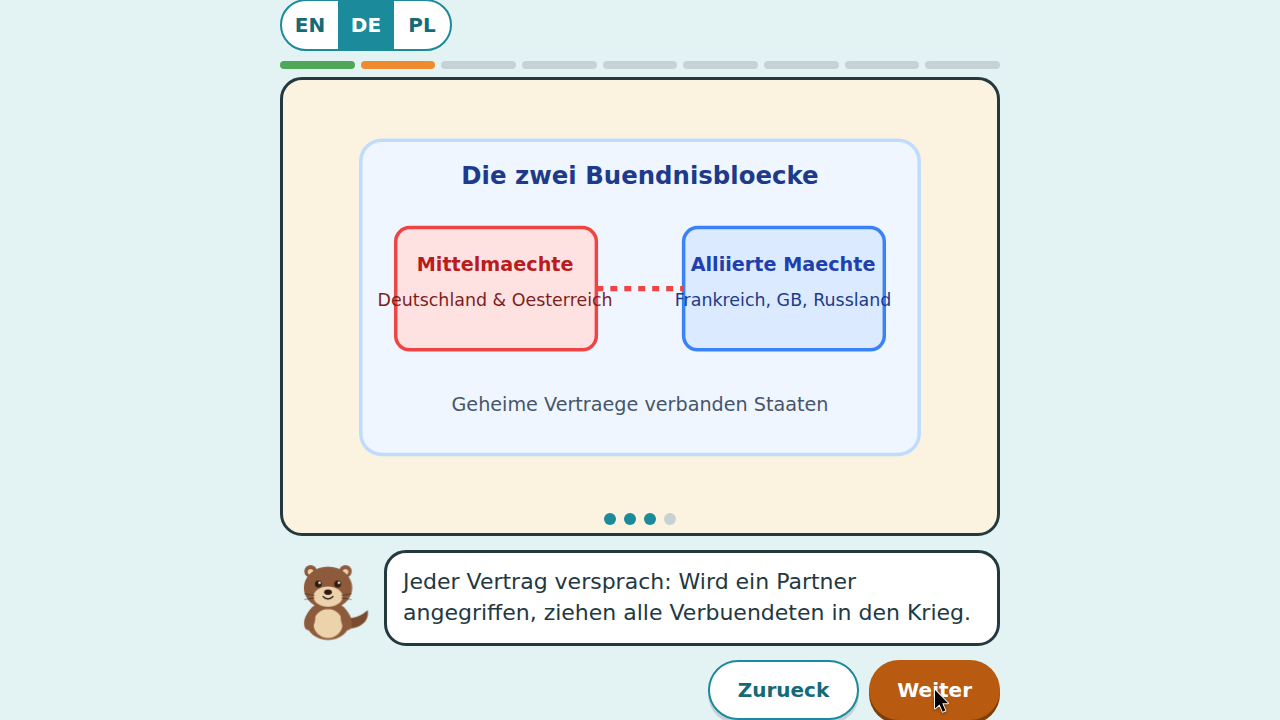 EN DE PL
Die zwei Buendnisbloecke
Mittelmaechte
Deutschland & Oesterreich
Alliierte Maechte
Frankreich, GB, Russland
Geheime Vertraege verbanden Staaten
Jeder Vertrag versprach: Wird ein Partner
angegriffen, ziehen alle Verbuendeten in den Krieg.
Zurueck
Weiter